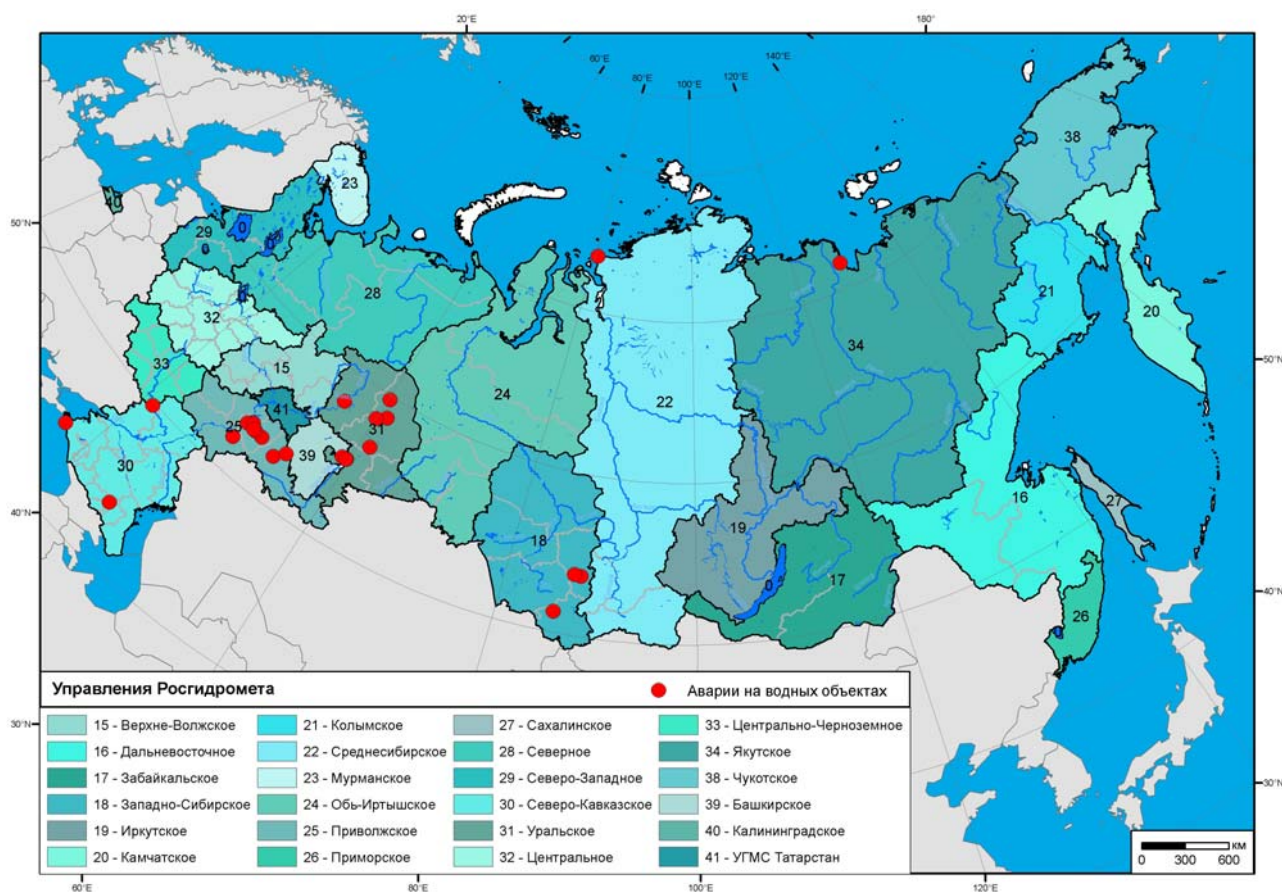 20°E
180°
60°E
80°E
100°E
120°E
140°E
50°N
40°N
30°N
50°N
40°N
30°N
60°E
100°E
120°E
38
23
40
0
29
0
0
28
20
21
32
34
33
15
24
22
41
25
31
39
30
16
27
19
18
17
0
26
Управления Росгидромета
Аварии на водных объектах
15 - Верхне-Волжское
16 - Дальневосточное
17 - Забайкальское
18 - Западно-Сибирское
19 - Иркутское
20 - Камчатское
21 - Колымское
22 - Среднесибирское
23 - Мурманское
24 - Обь-Иртышское
25 - Приволжское
26 - Приморское
27 - Сахалинское
28 - Северное
29 - Северо-Западное
30 - Северо-Кавказское
31 - Уральское
32 - Центральное
33 - Центрально-Черноземное
34 - Якутское
38 - Чукотское
39 - Башкирское
40 - Калининградское
41 - УГМС Татарстан
км
0 300 600